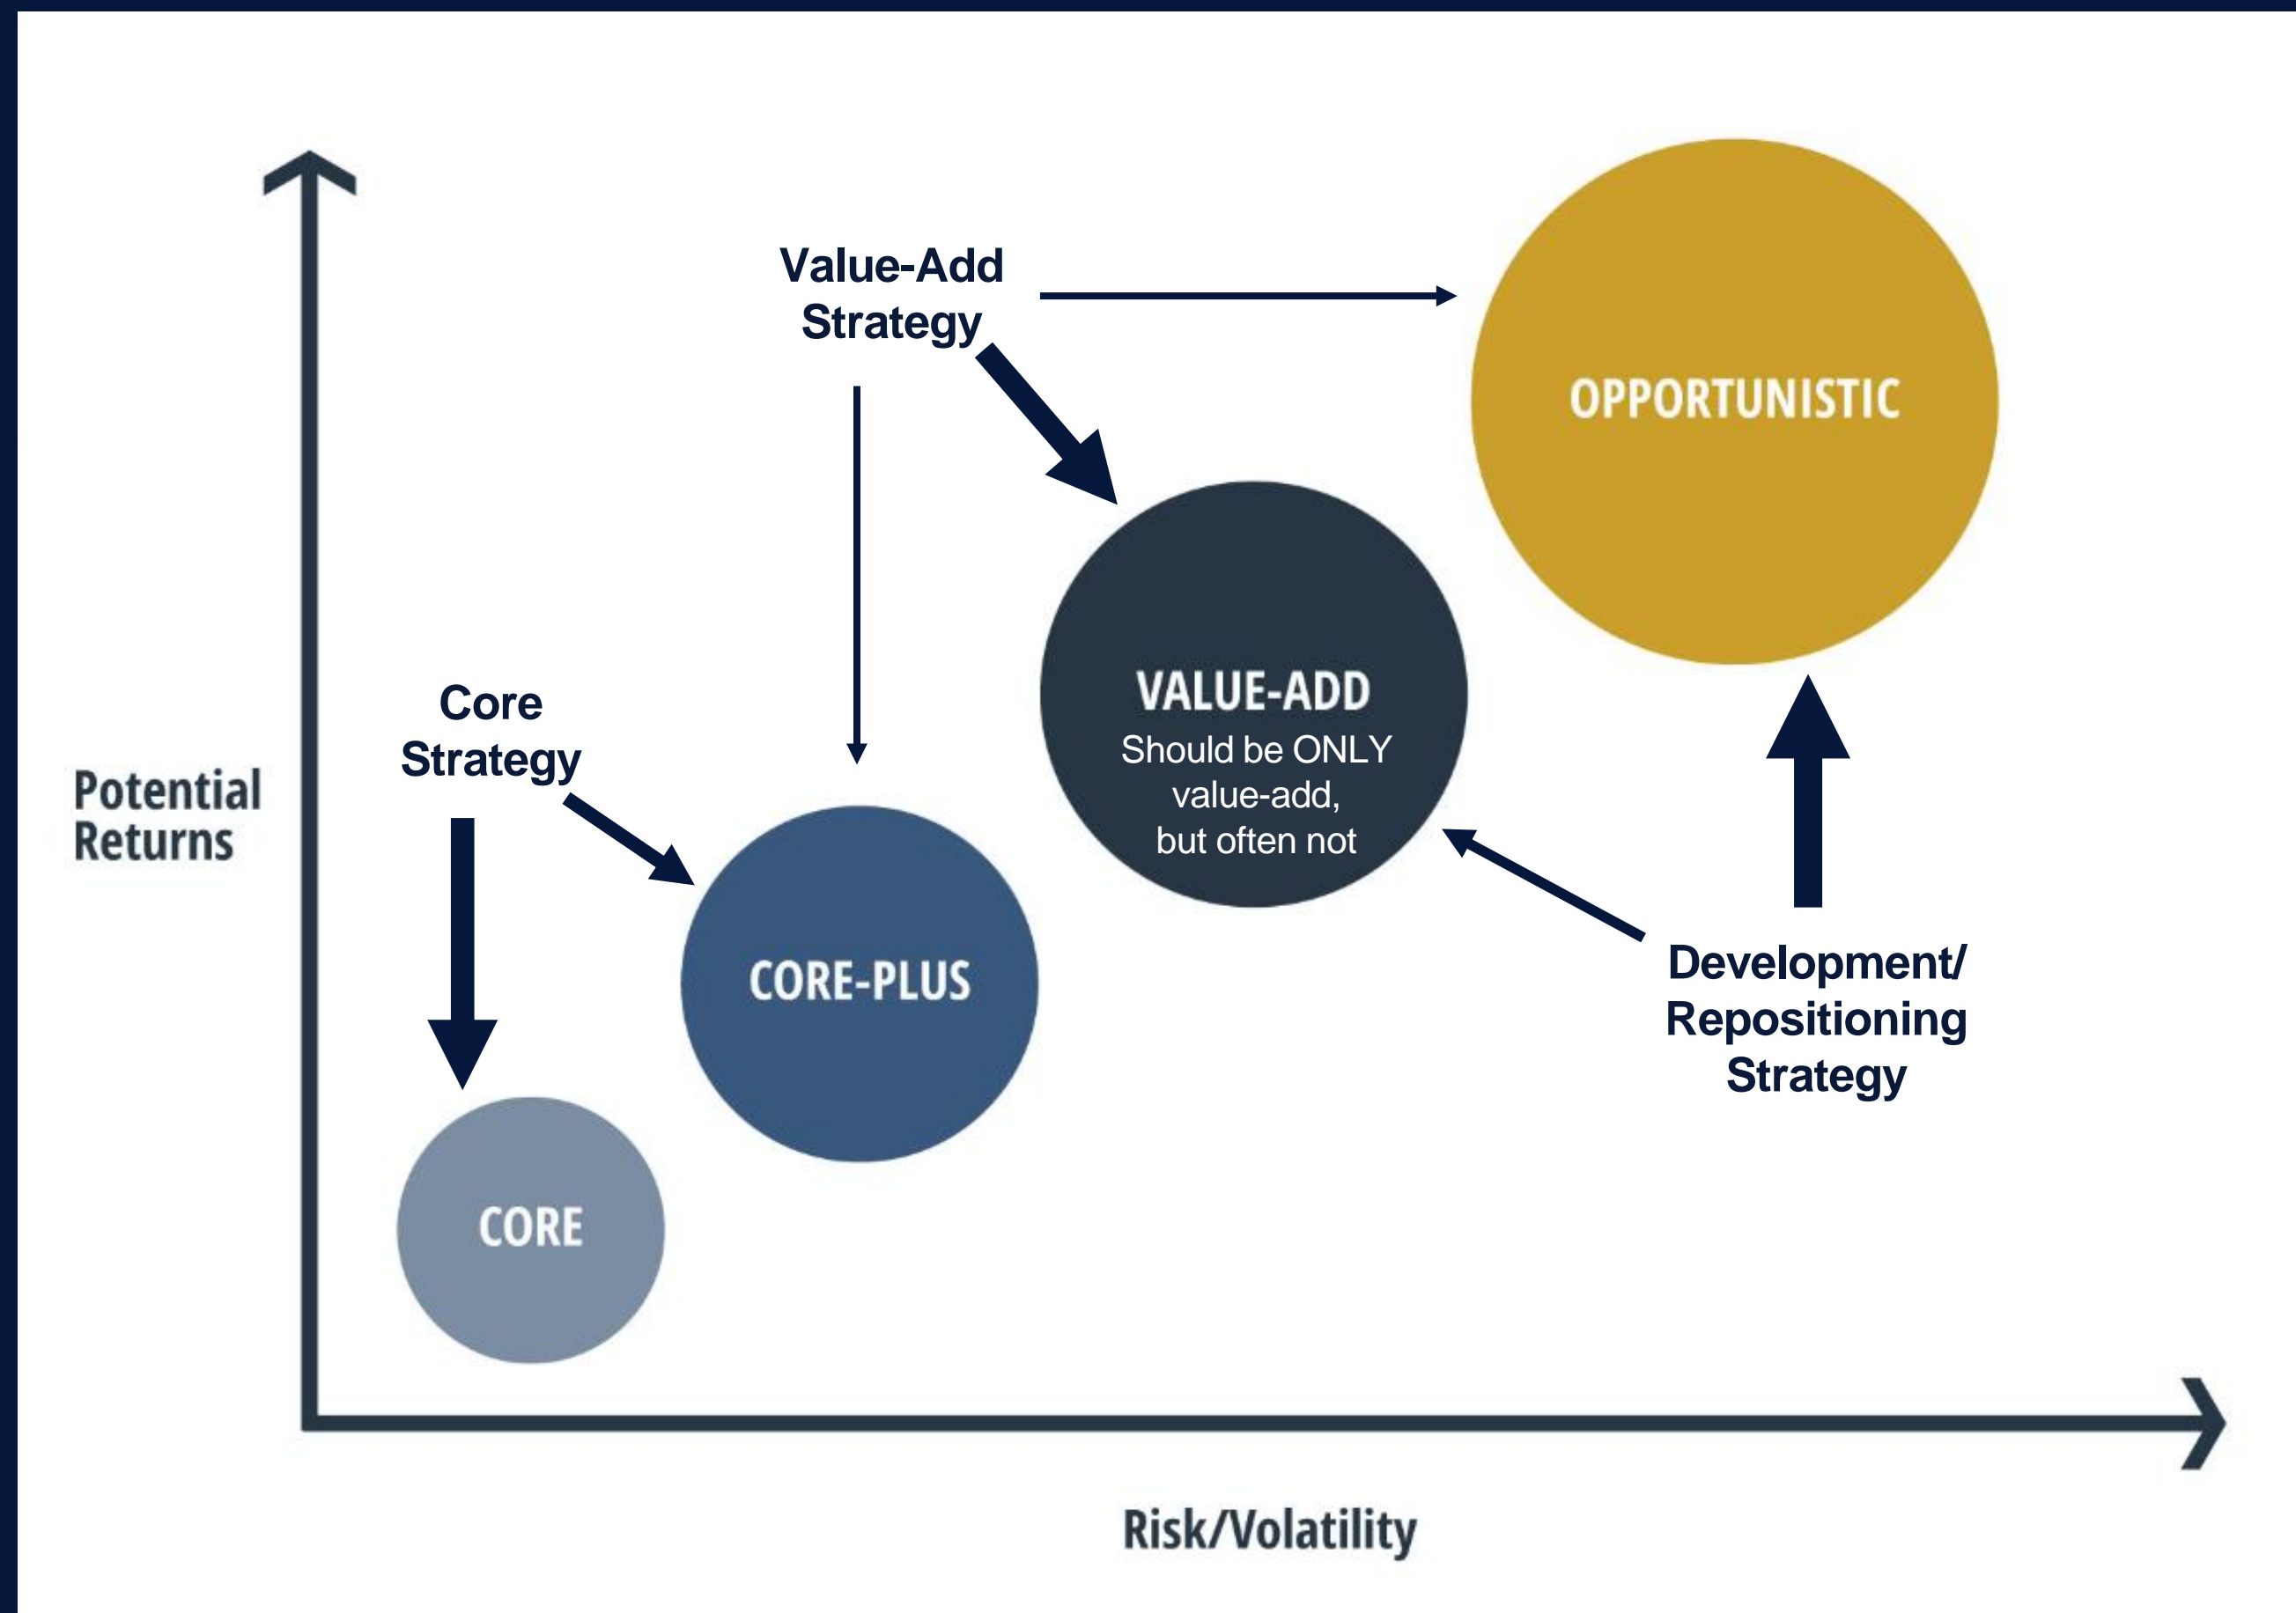 Value-Add
Strategy
OPPORTUNISTIC
VALUE-ADD
Should be ONLY
value-add,
but often not
Core
Strategy
Potential
Returns
CORE-PLUS
Development/
Repositioning
Strategy
CORE
Risk/Volatility